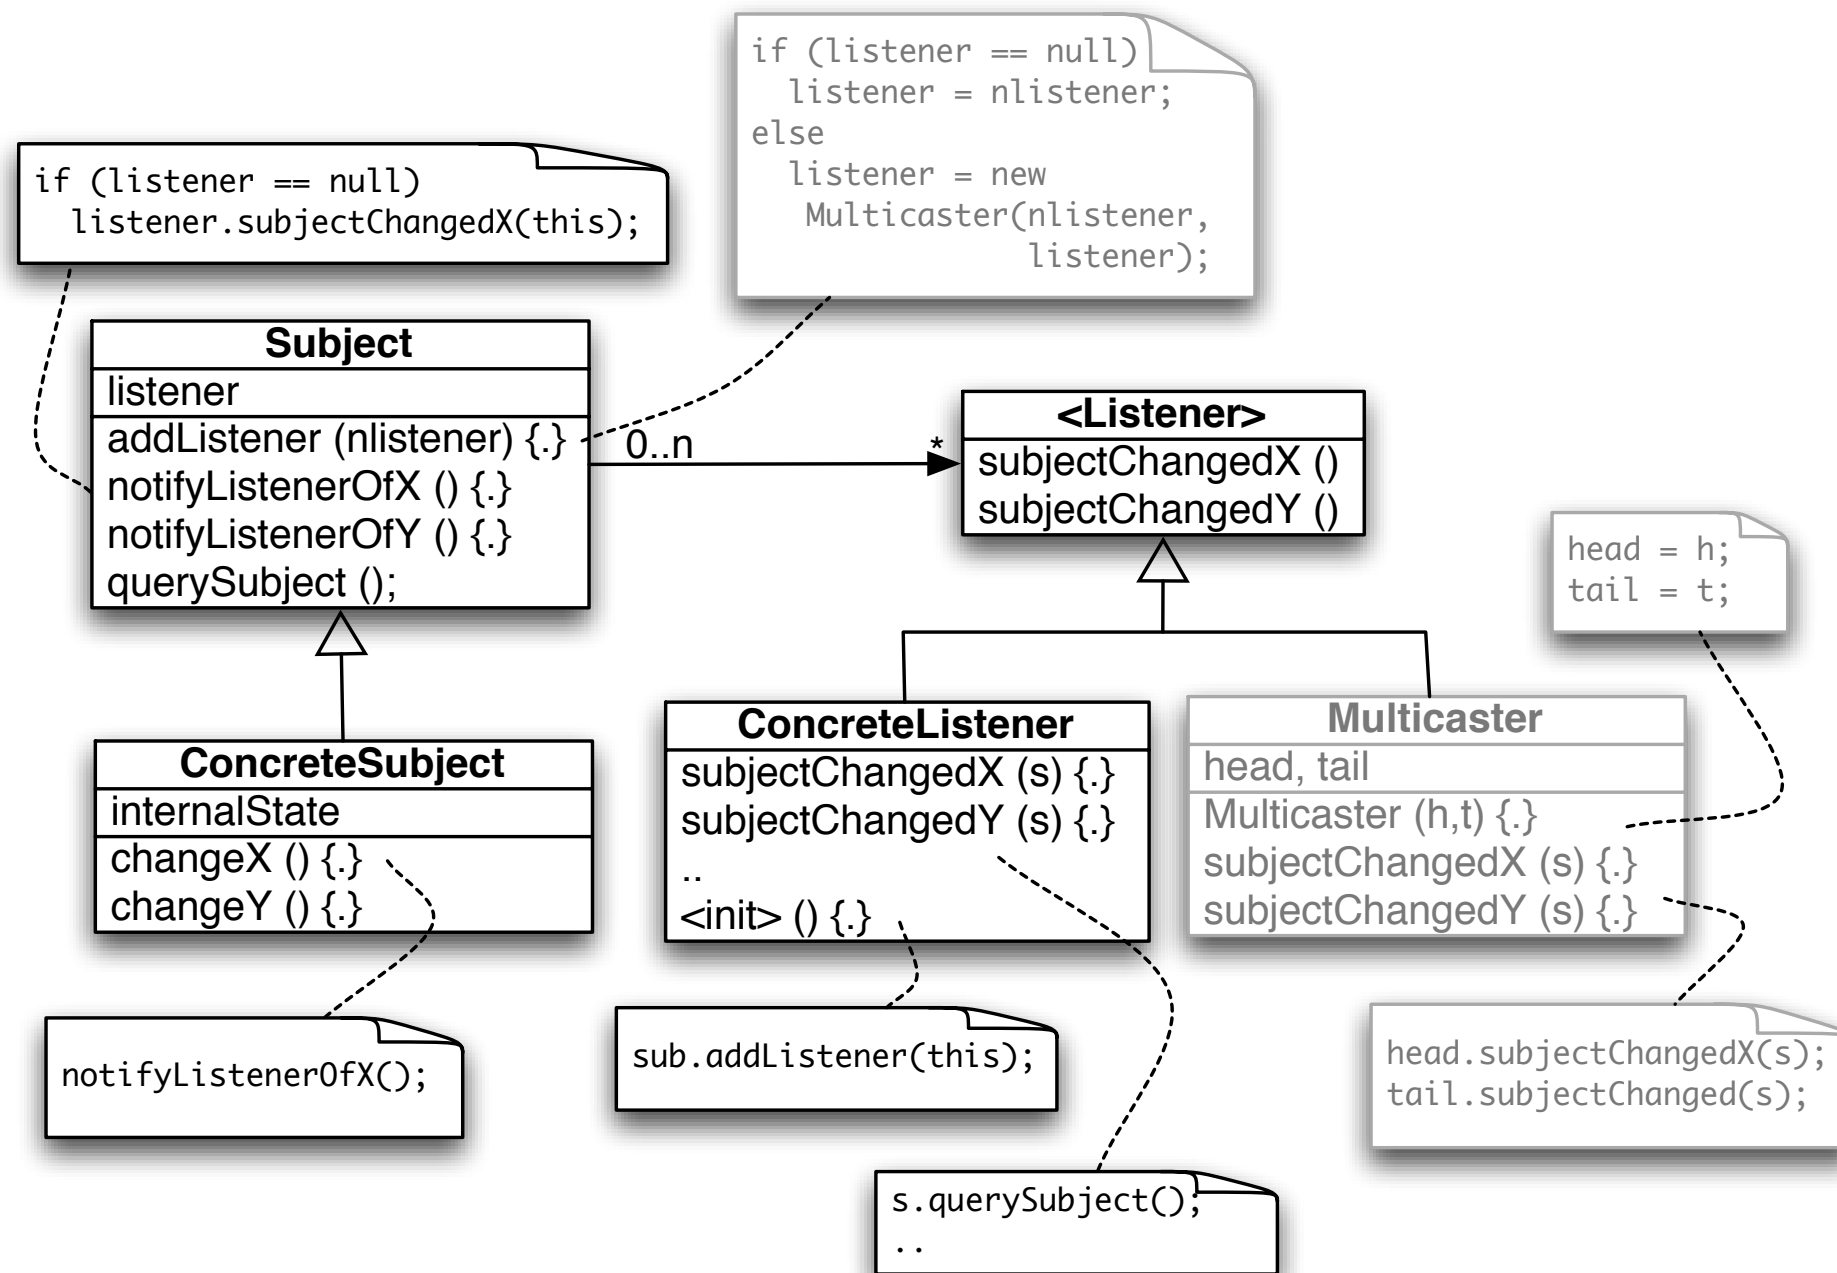 if (listener == null)
listener = nlistener;
else
listener = new
Multicaster(nlistener,
listener);
if (listener == null)
listener.subjectChangedX(this);
Subject
listener
addListener (nlistener) {.}
notifyListenerOfX () {.}
notifyListenerOfY () {.}
querySubject ();
0..n
*
<Listener>
subjectChangedX ()
subjectChangedY ()
head = h;
tail = t;
ConcreteSubject
internalState
changeX () {.}
changeY () {.}
ConcreteListener
subjectChangedX (s) {.}
subjectChangedY (s) {.}
..
<init> () {.}
Multicaster
head, tail
Multicaster (h,t) {.}
subjectChangedX (s) {.}
subjectChangedY (s) {.}
notifyListenerOfX();
sub.addListener(this);
head.subjectChangedX(s);
tail.subjectChanged(s);
s.querySubject();
..